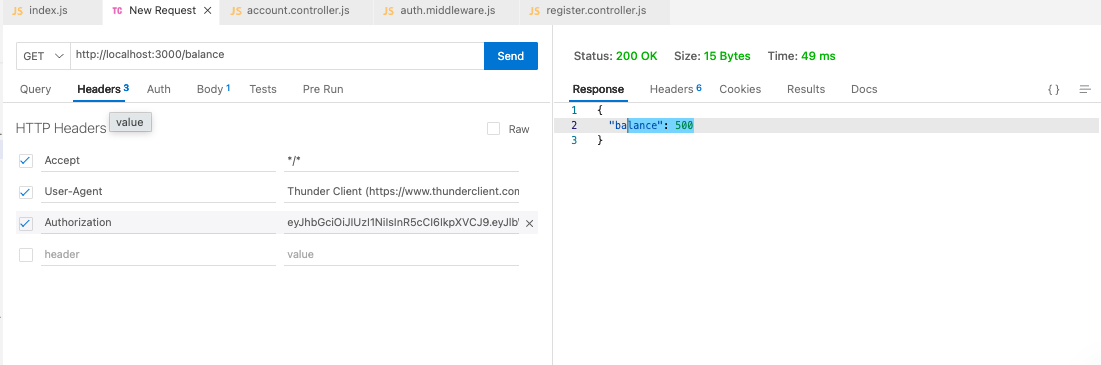 JS index.js TC New Request × JS account.controller.js JS auth.middleware.js JS register.controller.js
GET http://localhost:3000/balance Send
Query Headers 3 Auth Body 1 Tests Pre Run
HTTP Headers value Raw
Accept */*
User-Agent Thunder Client (https://www.thunderclient.com
Authorization ×
header value
Status: 200 OK Size: 15 Bytes Time: 49 ms
Response Headers 6 Cookies Results Docs { }
1 {
2 "balance": 500
3 }